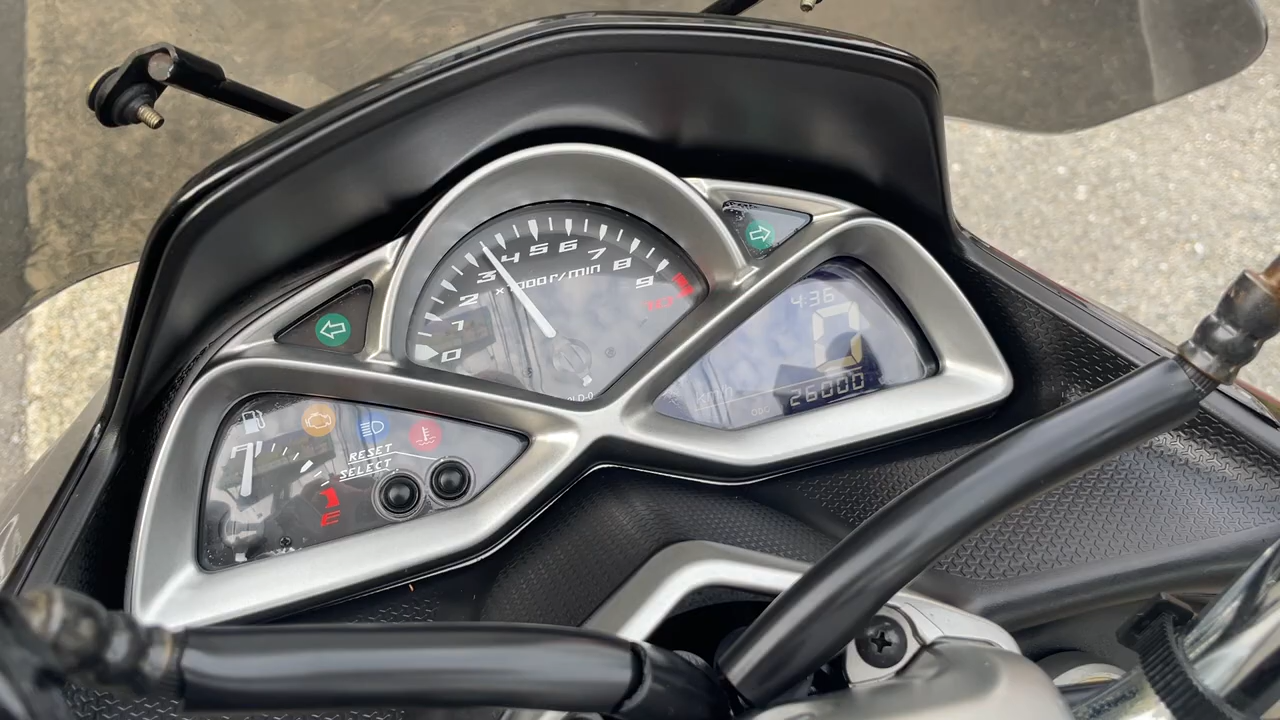 0 1 2 3 4 5 6 7 8 9 10
x1000r/min
4:36
0
km/h
ODO 26000
F
RESET
SELECT
E